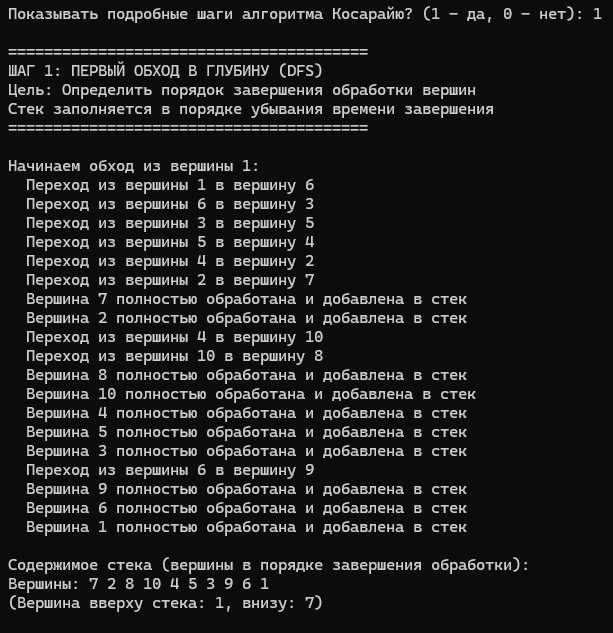 Показывать подробные шаги алгоритма Косарайю? (1 – да, 0 – нет): 1
========================================
ШАГ 1: ПЕРВЫЙ ОБХОД В ГЛУБИНУ (DFS)
Цель: Определить порядок завершения обработки вершин
Стек заполняется в порядке убывания времени завершения
========================================
Начинаем обход из вершины 1:
Переход из вершины 1 в вершину 6
Переход из вершины 6 в вершину 3
Переход из вершины 3 в вершину 5
Переход из вершины 5 в вершину 4
Переход из вершины 4 в вершину 2
Переход из вершины 2 в вершину 7
Вершина 7 полностью обработана и добавлена в стек
Вершина 2 полностью обработана и добавлена в стек
Переход из вершины 4 в вершину 10
Переход из вершины 10 в вершину 8
Вершина 8 полностью обработана и добавлена в стек
Вершина 10 полностью обработана и добавлена в стек
Вершина 4 полностью обработана и добавлена в стек
Вершина 5 полностью обработана и добавлена в стек
Вершина 3 полностью обработана и добавлена в стек
Переход из вершины 6 в вершину 9
Вершина 9 полностью обработана и добавлена в стек
Вершина 6 полностью обработана и добавлена в стек
Вершина 1 полностью обработана и добавлена в стек
Содержимое стека (вершины в порядке завершения обработки):
Вершины: 7 2 8 10 4 5 3 9 6 1
(Вершина вверху стека: 1, внизу: 7)